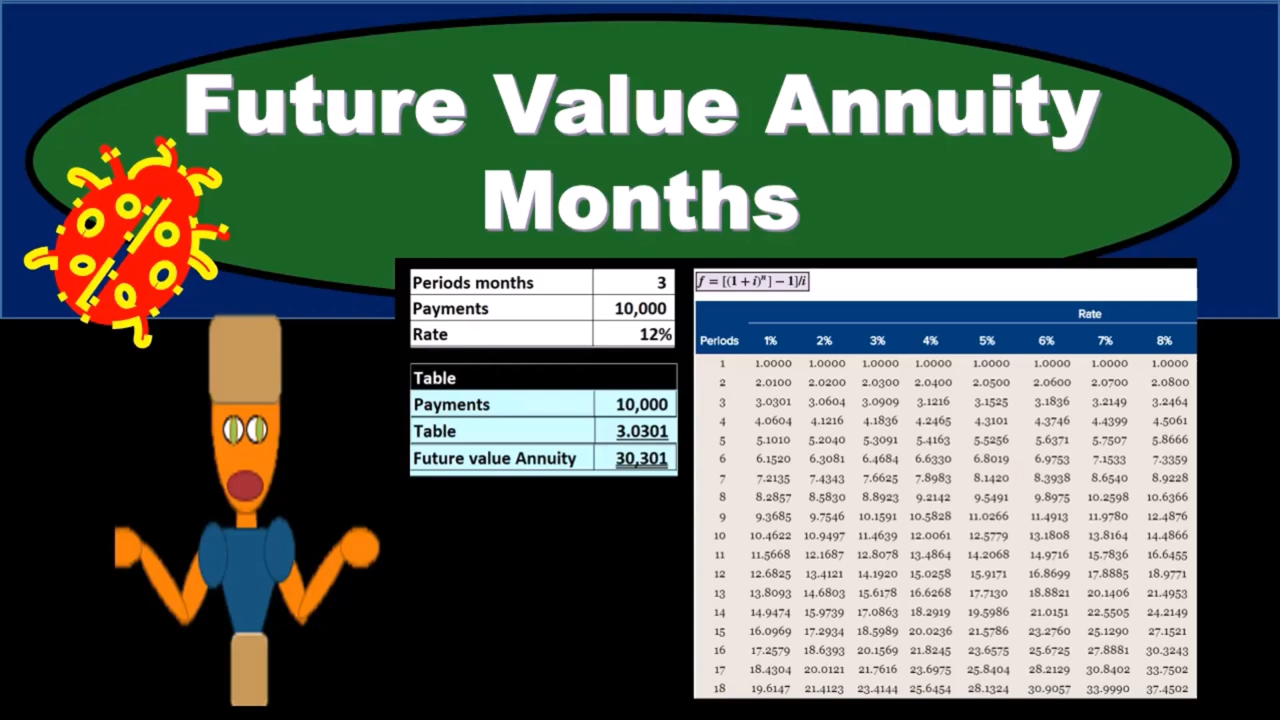 Future Value Annuity
Months
Periods months 3
Payments 10,000
Rate 12%
Table
Payments 10,000
Table 3.0301
Future value Annuity 30,301
f = [(1 + i)ⁿ] − 1]/i
Rate
Periods 1% 2% 3% 4% 5% 6% 7% 8%
1 1.0000 1.0000 1.0000 1.0000 1.0000 1.0000 1.0000 1.0000
2 2.0100 2.0200 2.0300 2.0400 2.0500 2.0600 2.0700 2.0800
3 3.0301 3.0604 3.0909 3.1216 3.1525 3.1836 3.2149 3.2464
4 4.0604 4.1216 4.1836 4.2465 4.3101 4.3746 4.4399 4.5061
5 5.1010 5.2040 5.3091 5.4163 5.5256 5.6371 5.7507 5.8666
6 6.1520 6.3081 6.4684 6.6330 6.8019 6.9753 7.1533 7.3359
7 7.2135 7.4343 7.6625 7.8983 8.1420 8.3938 8.6540 8.9228
8 8.2857 8.5830 8.8923 9.2142 9.5491 9.8975 10.2598 10.6366
9 9.3685 9.7546 10.1591 10.5828 11.0266 11.4913 11.9780 12.4876
10 10.4622 10.9497 11.4639 12.0061 12.5779 13.1808 13.8164 14.4866
11 11.5668 12.1687 12.8078 13.4864 14.2068 14.9716 15.7836 16.6455
12 12.6825 13.4121 14.1920 15.0258 15.9171 16.8699 17.8885 18.9771
13 13.8093 14.6803 15.6178 16.6268 17.7130 18.8821 20.1406 21.4953
14 14.9474 15.9739 17.0863 18.2919 19.5986 21.0151 22.5505 24.2149
15 16.0969 17.2934 18.5989 20.0236 21.5786 23.2760 25.1290 27.1521
16 17.2579 18.6393 20.1569 21.8245 23.6575 25.6725 27.8881 30.3243
17 18.4304 20.0121 21.7616 23.6975 25.8404 28.2129 30.8402 33.7502
18 19.6147 21.4123 23.4144 25.6454 28.1324 30.9057 33.9990 37.4502